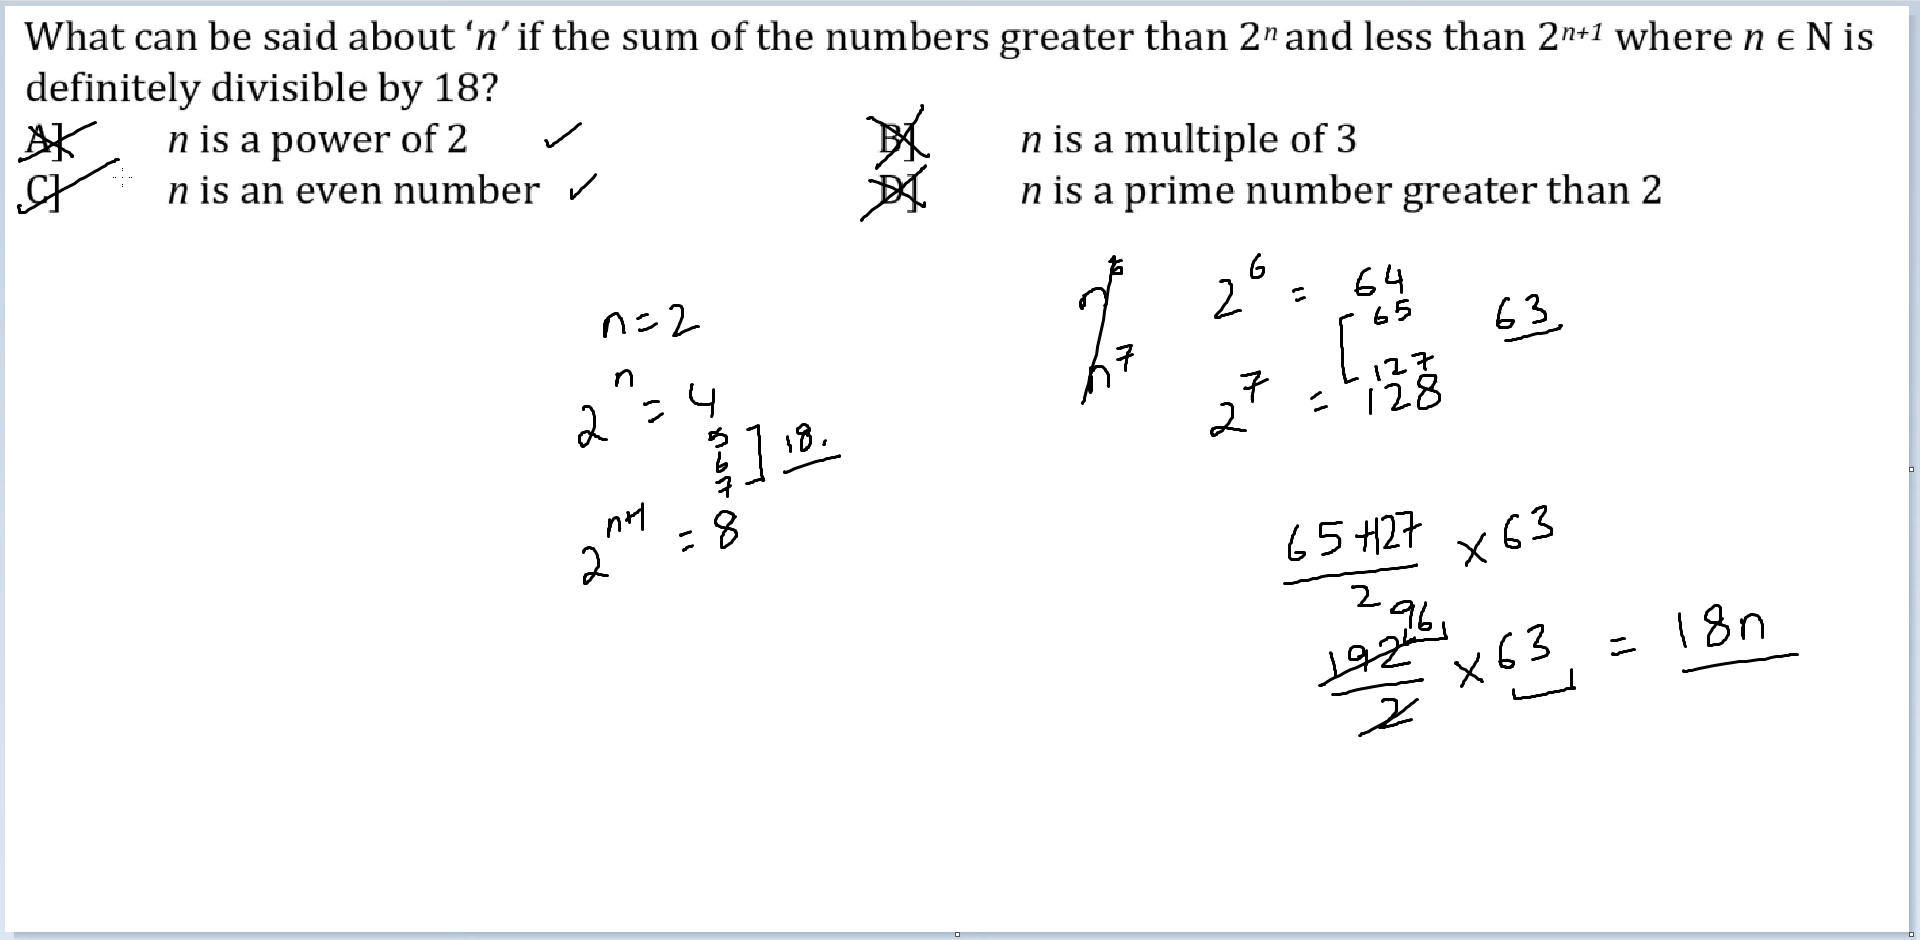 What can be said about ‘n’ if the sum of the numbers greater than 2ⁿ and less than 2ⁿ⁺¹ where n ϵ N is
definitely divisible by 18?
A] n is a power of 2 ✓ B] n is a multiple of 3
C] n is an even number ✓ D] n is a prime number greater than 2
n = 2
2ⁿ = 4
5
6
7
18.
2ⁿ⁺¹ = 8
n⁷
2⁶ = 64
65
63
127
2⁷ = 128
65+127 / 2 × 63
96
192 / 2 × 63 = 18n